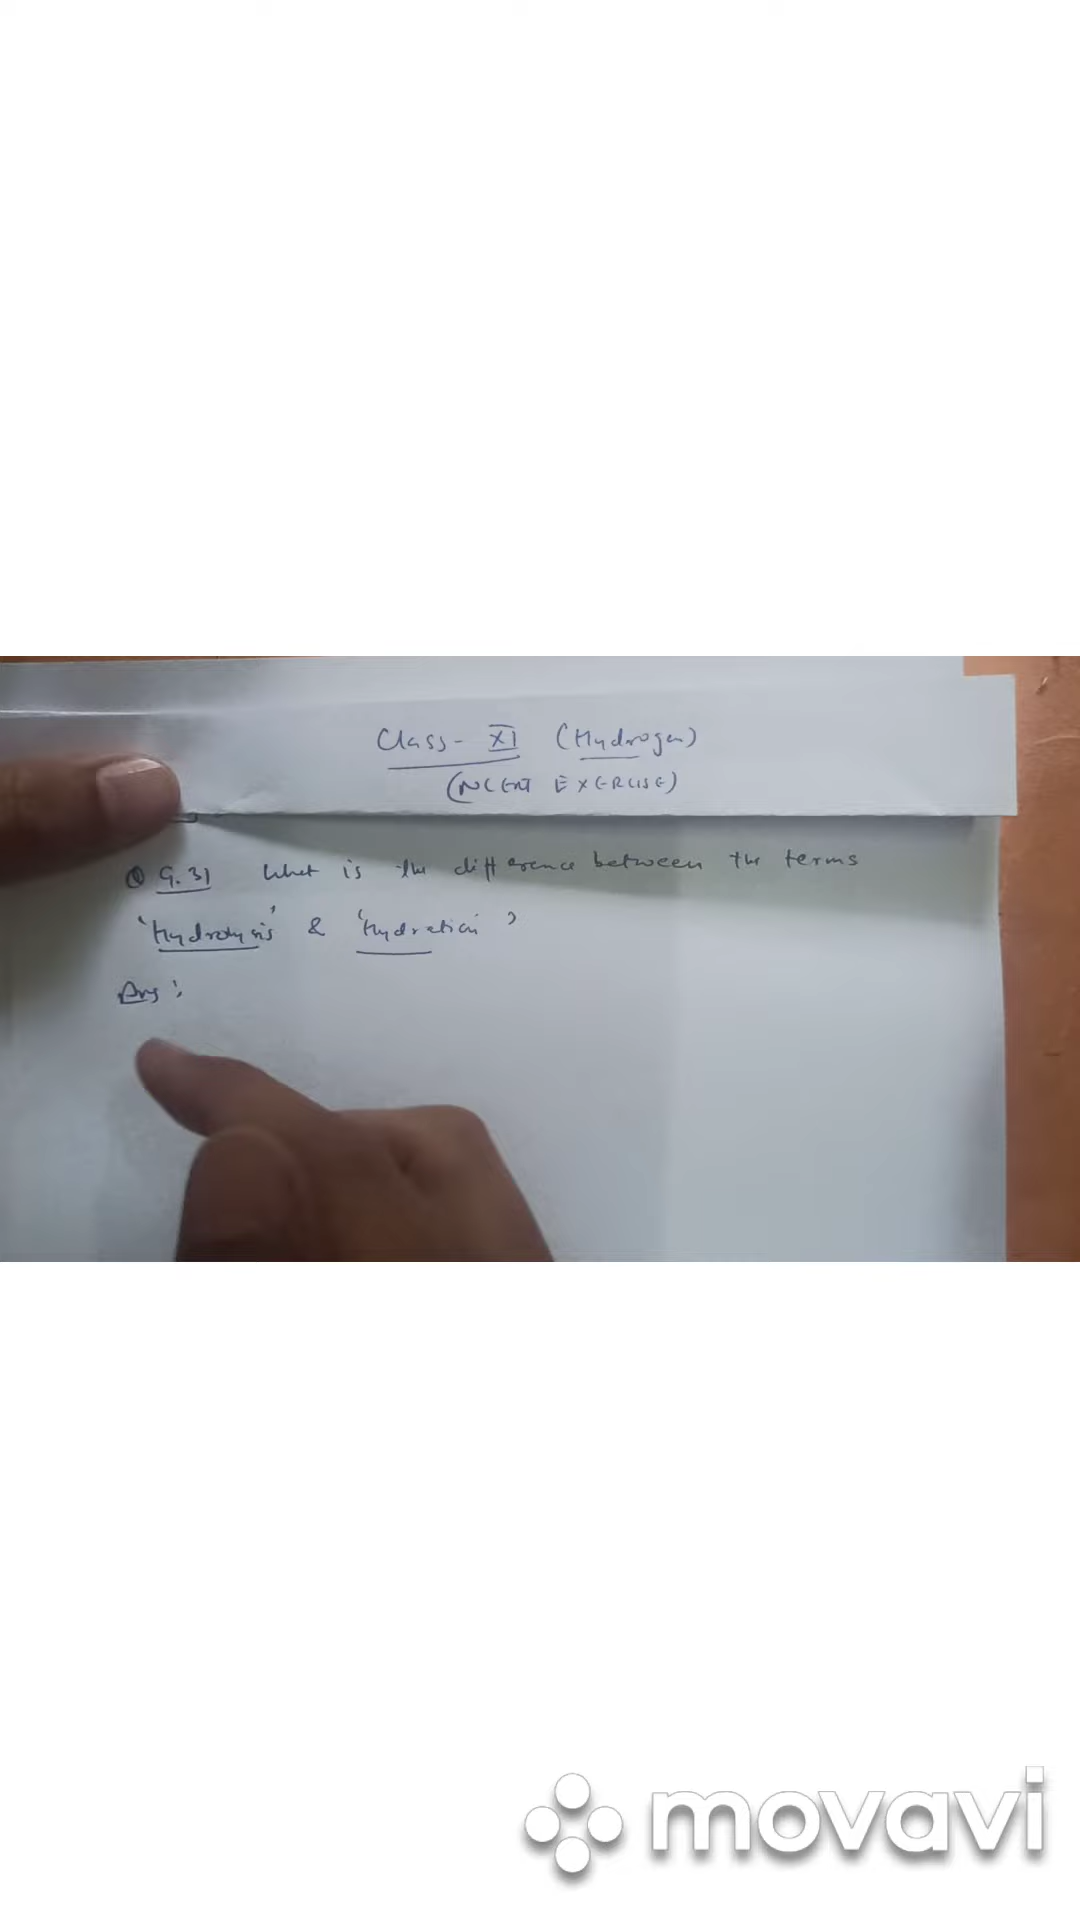 Class - XI (Hydrogen)
(NCERT EXERCISE)
Q 9.31 What is the difference between the terms
'Hydrolysis' & 'Hydration'
Ans:
movavi